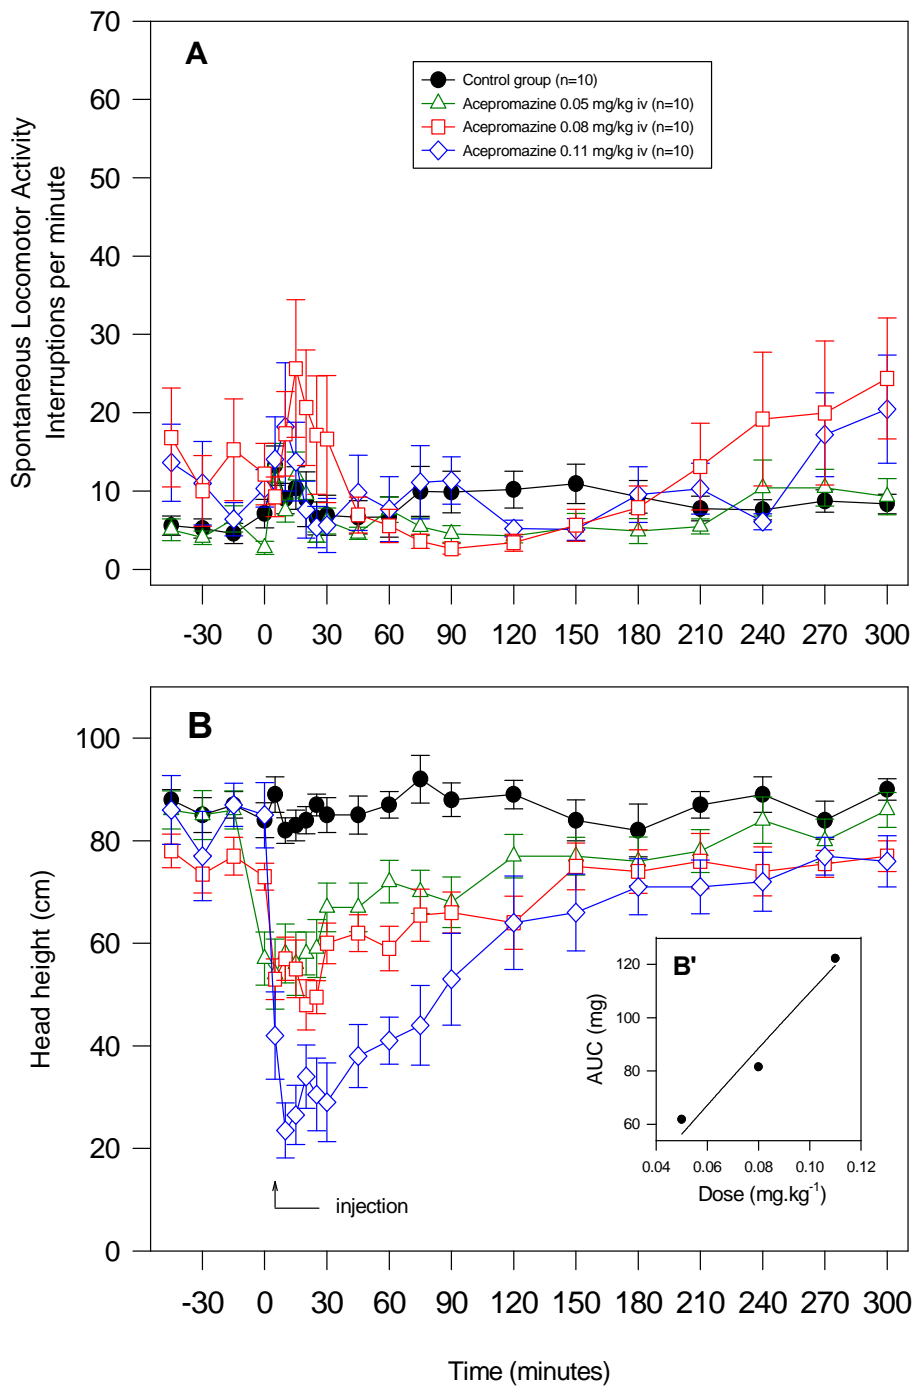 70
60
50
40
30
20
10
0
Spontaneous Locomotor Activity
Interruptions per minute
A
Control group (n=10)
Acepromazine 0.05 mg/kg iv (n=10)
Acepromazine 0.08 mg/kg iv (n=10)
Acepromazine 0.11 mg/kg iv (n=10)
-30 0 30 60 90 120 150 180 210 240 270 300
100
80
60
40
20
0
Head height (cm)
B
injection
B'
120
100
80
60
AUC (mg)
0.04 0.06 0.08 0.10 0.12
Dose (mg.kg⁻¹)
-30 0 30 60 90 120 150 180 210 240 270 300
Time (minutes)